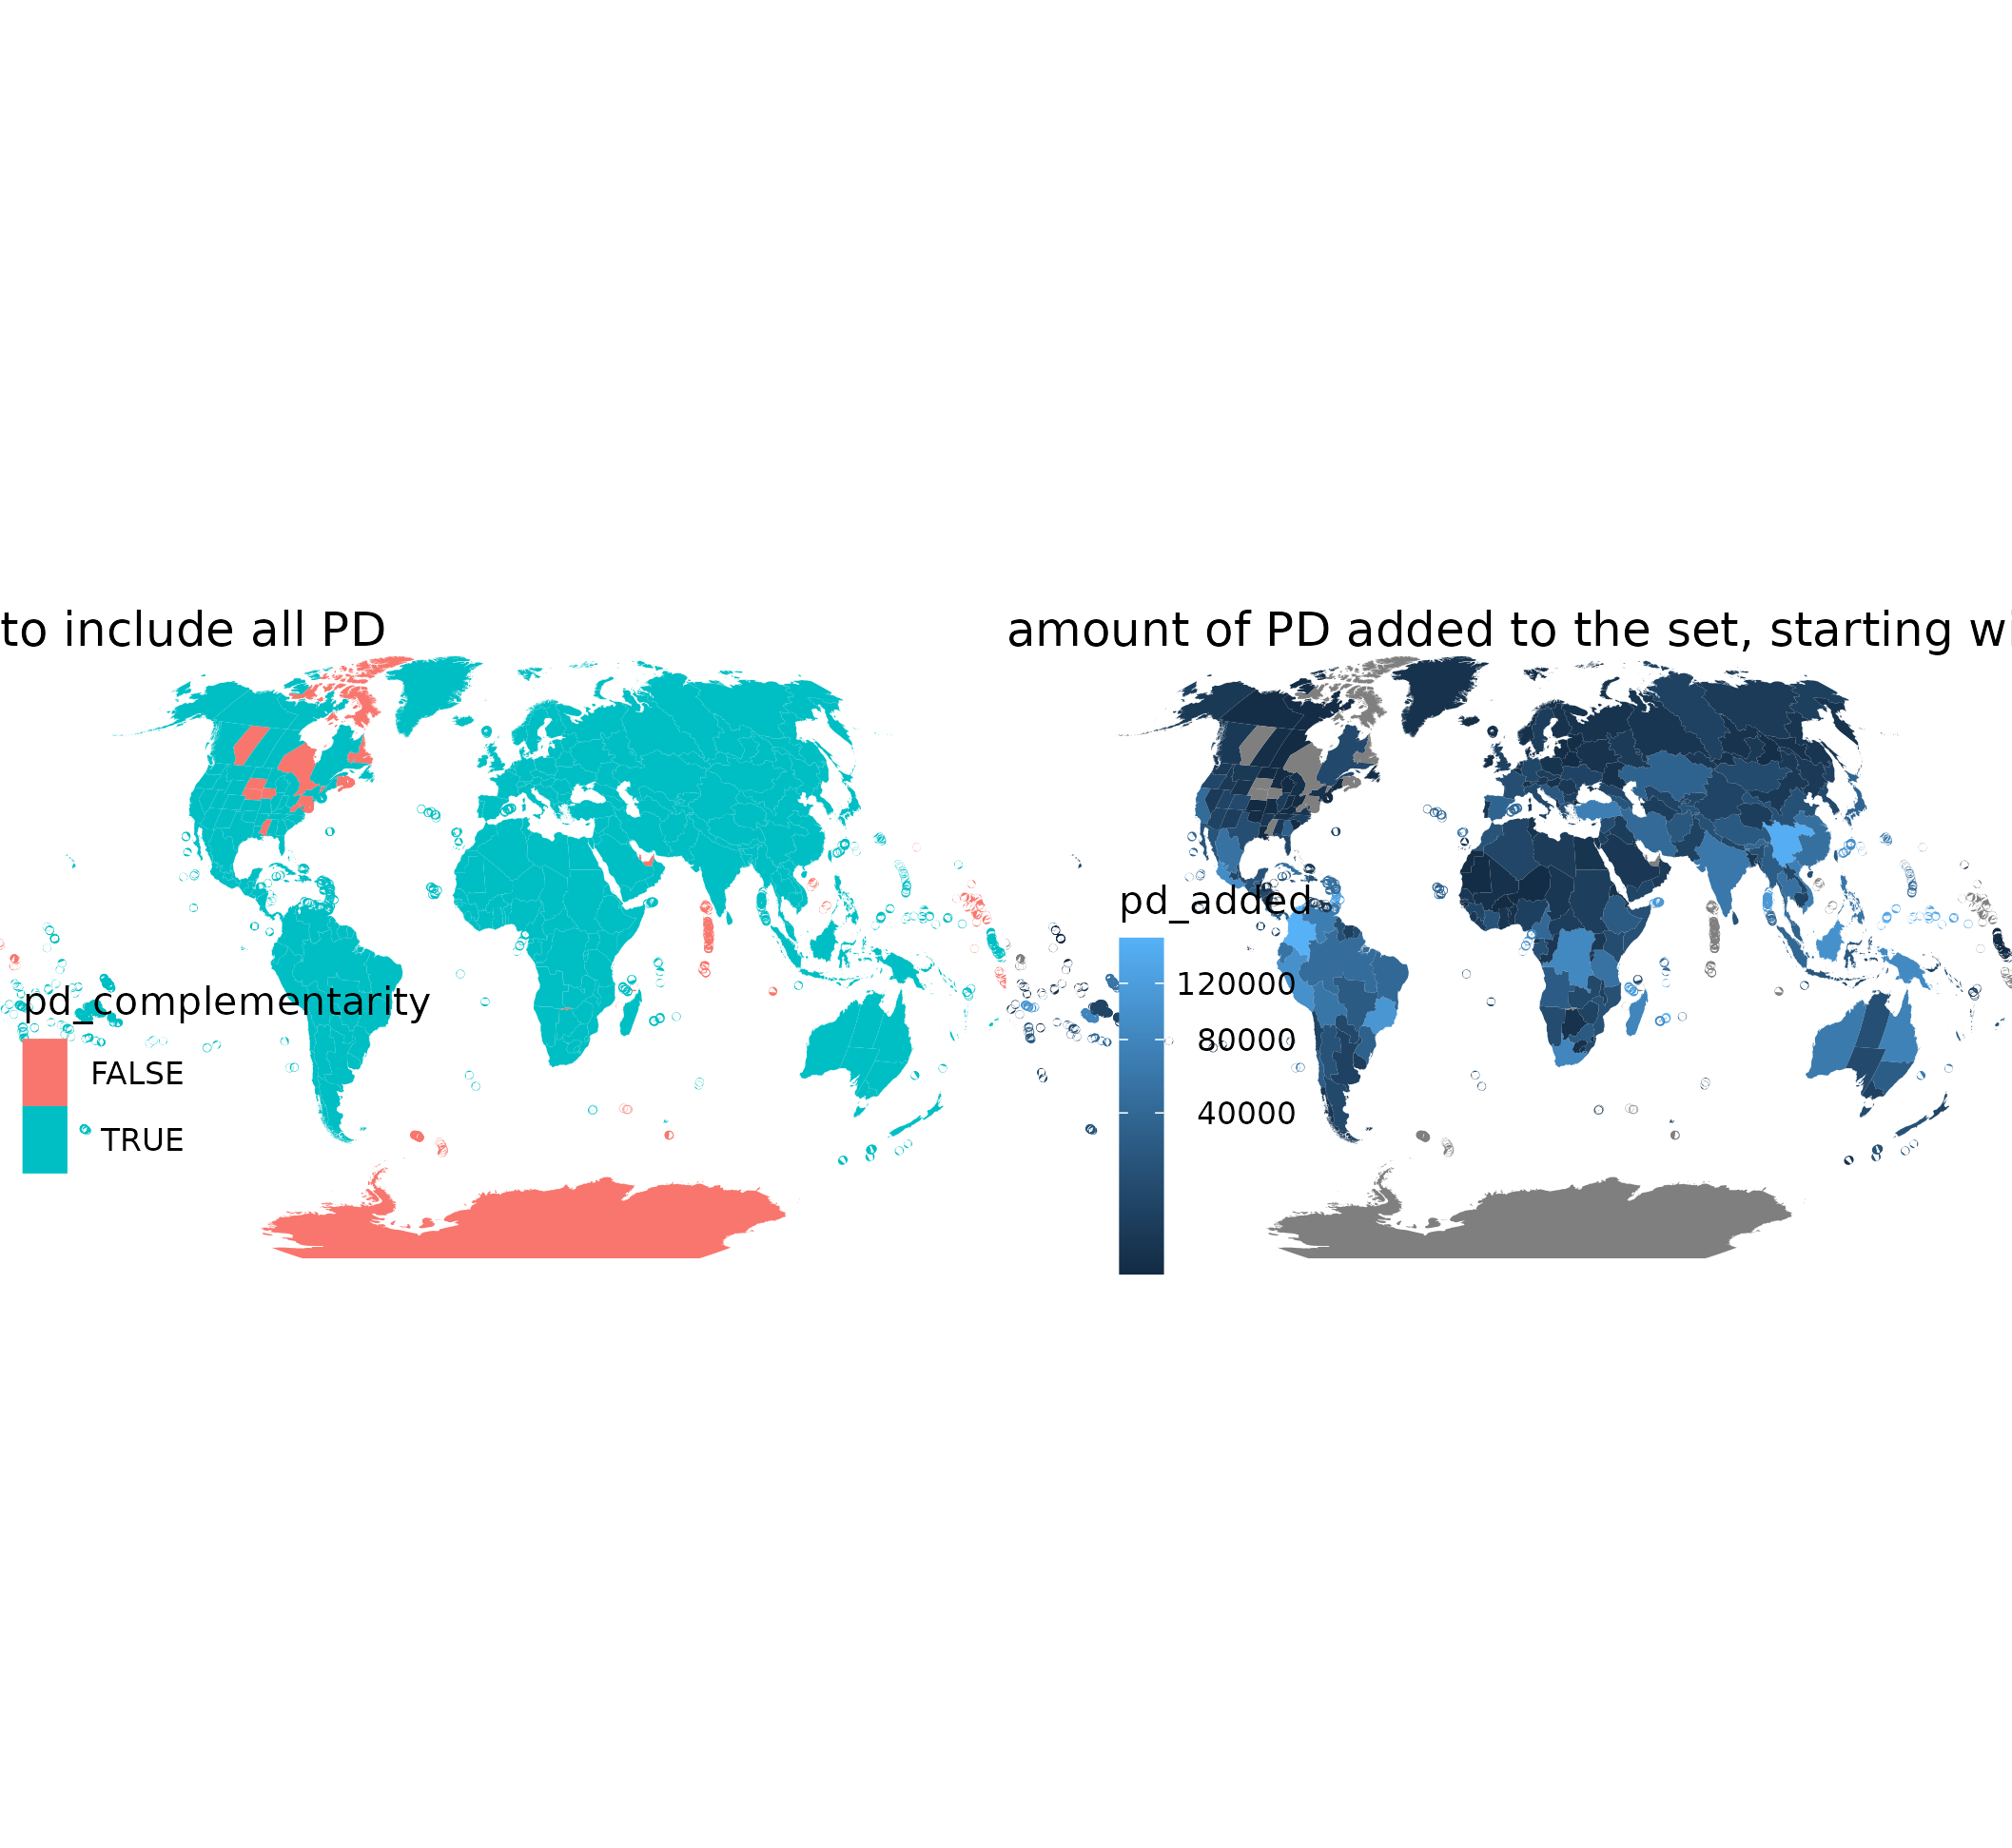 to include all PD
pd_complementarity
FALSE
TRUE
amount of PD added to the set, starting
pd_added
120000
80000
40000